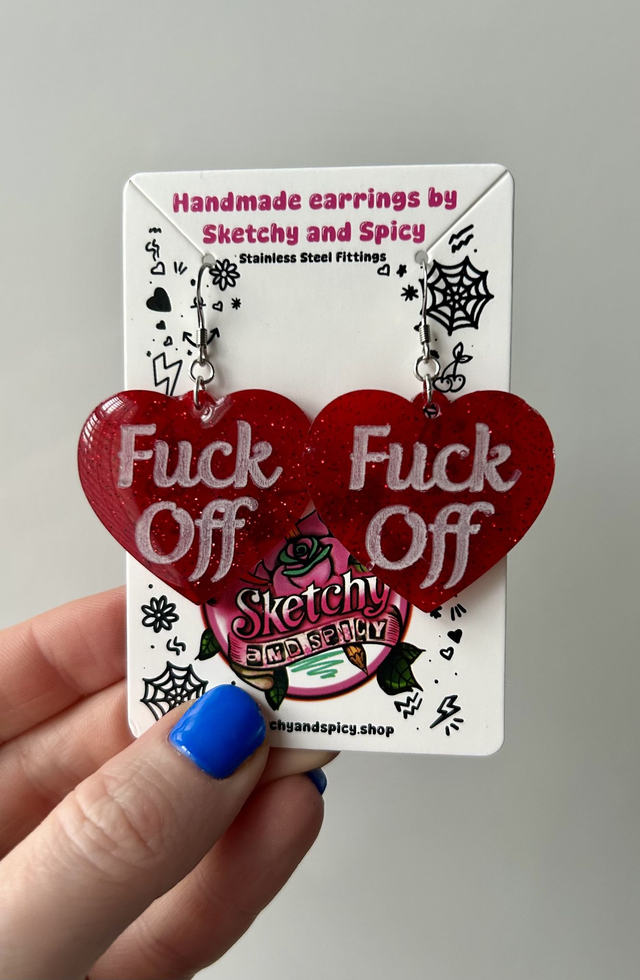 Handmade earrings by
Sketchy and Spicy
Stainless Steel Fittings
Fuck
Off
Fuck
Off
Sketchy
AND SPICY
chyandspicy.shop